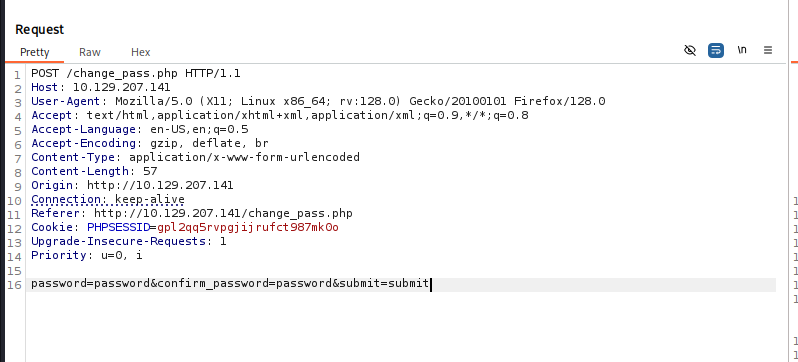 Request
Pretty Raw Hex \n
1 POST /change_pass.php HTTP/1.1
2 Host: 10.129.207.141
3 User-Agent: Mozilla/5.0 (X11; Linux x86_64; rv:128.0) Gecko/20100101 Firefox/128.0
4 Accept: text/html,application/xhtml+xml,application/xml;q=0.9,*/*;q=0.8
5 Accept-Language: en-US,en;q=0.5
6 Accept-Encoding: gzip, deflate, br
7 Content-Type: application/x-www-form-urlencoded
8 Content-Length: 57
9 Origin: http://10.129.207.141
10 Connection: keep-alive
11 Referer: http://10.129.207.141/change_pass.php
12 Cookie: PHPSESSID=gpl2qq5rvpgjijrufct987mk0o
13 Upgrade-Insecure-Requests: 1
14 Priority: u=0, i
15
16 password=password&confirm_password=password&submit=submit